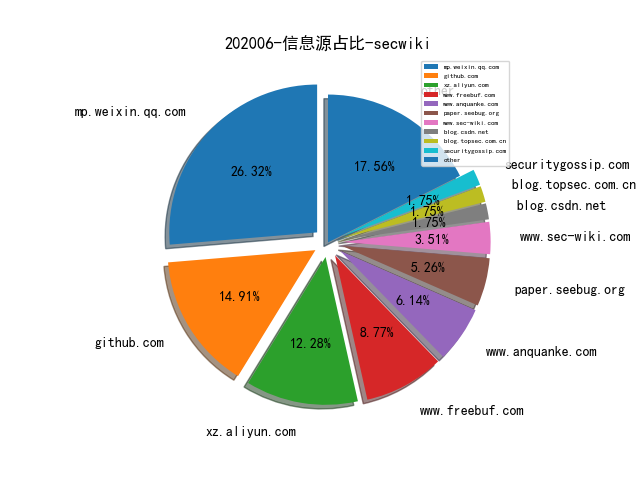 202006-信息源占比-secwiki
mp.weixin.qq.com
github.com
xz.aliyun.com
www.freebuf.com
www.anquanke.com
paper.seebug.org
www.sec-wiki.com
blog.csdn.net
blog.topsec.com.cn
securitygossip.com
other
other
mp.weixin.qq.com
26.32%
17.56%
securitygossip.com
1.75%
blog.topsec.com.cn
1.75%
blog.csdn.net
1.75%
www.sec-wiki.com
3.51%
paper.seebug.org
5.26%
www.anquanke.com
6.14%
www.freebuf.com
8.77%
xz.aliyun.com
12.28%
github.com
14.91%